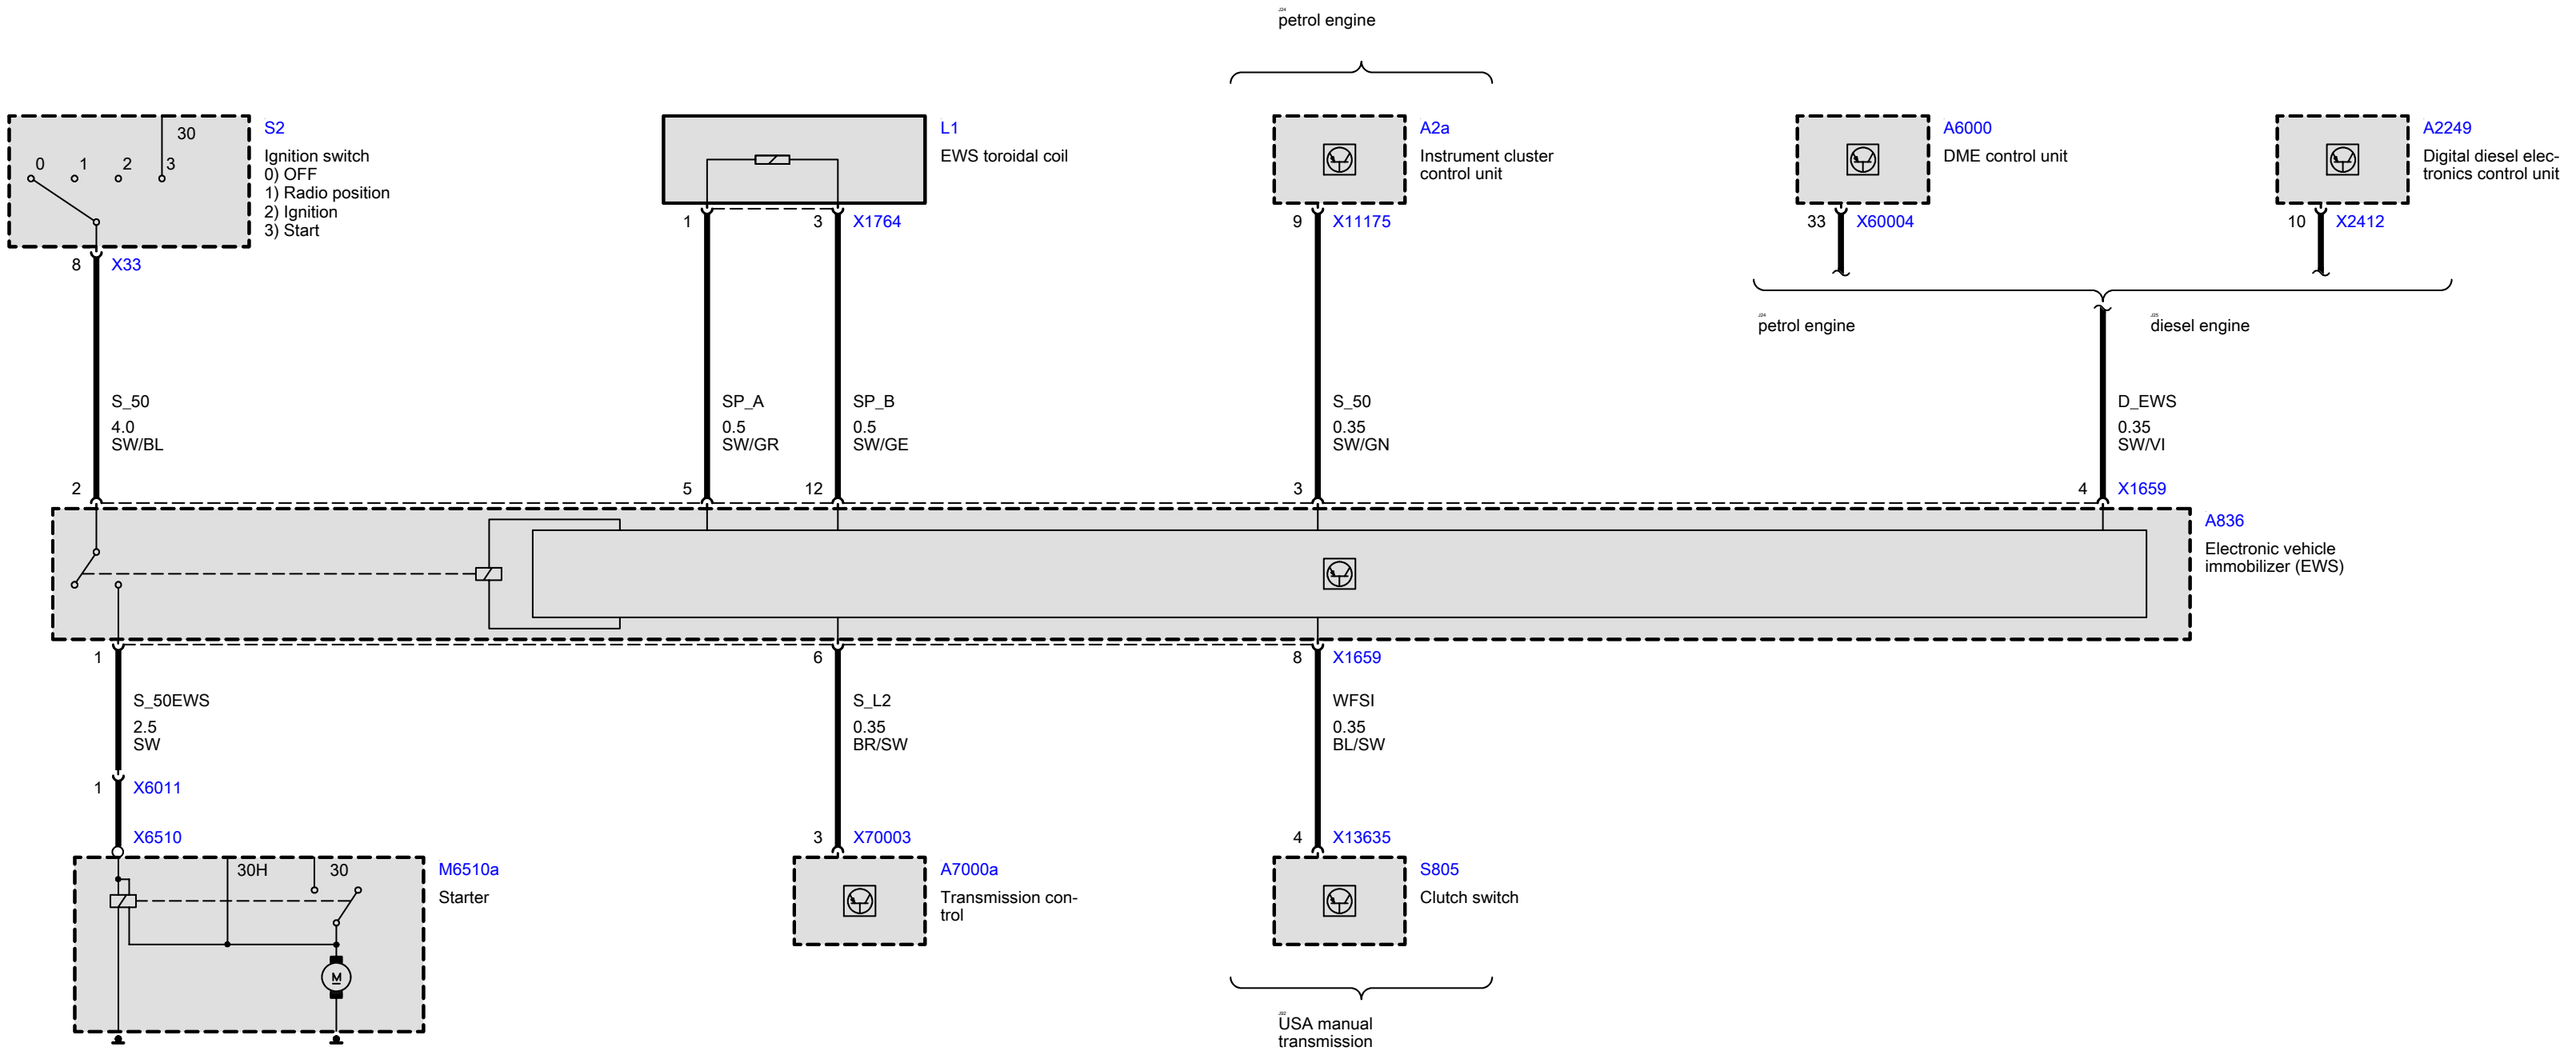 petrol engine
S2
Ignition switch
0) OFF
1) Radio position
2) Ignition
3) Start
30
0 1 2 3
8 X33
L1
EWS toroidal coil
1 3 X1764
A2a
Instrument cluster
control unit
9 X11175
A6000
DME control unit
33 X60004
A2249
Digital diesel elec-
tronics control unit
10 X2412
petrol engine
diesel engine
S_50
4.0
SW/BL
SP_A
0.5
SW/GR
SP_B
0.5
SW/GE
S_50
0.35
SW/GN
D_EWS
0.35
SW/VI
2 5 12 3 4 X1659
A836
Electronic vehicle
immobilizer (EWS)
1 6 8 X1659
S_50EWS
2.5
SW
S_L2
0.35
BR/SW
WFSI
0.35
BL/SW
1 X6011
X6510
3 X70003
4 X13635
30H 30
M
M6510a
Starter
A7000a
Transmission con-
trol
S805
Clutch switch
USA manual
transmission